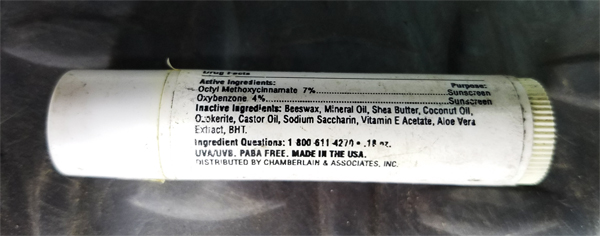 Drug Facts
Active Ingredients: Purpose:
Octyl Methoxycinnamate 7%...........................Sunscreen
Oxybenzone 4%...........................Sunscreen
Inactive Ingredients: Beeswax, Mineral Oil, Shea Butter, Coconut Oil,
Ozokerite, Castor Oil, Sodium Saccharin, Vitamin E Acetate, Aloe Vera
Extract, BHT.
Ingredient Questions: 1 800 611 4270 • .15 oz.
UVA/UVB. PABA FREE. MADE IN THE USA.
DISTRIBUTED BY CHAMBERLAIN & ASSOCIATES, INC.